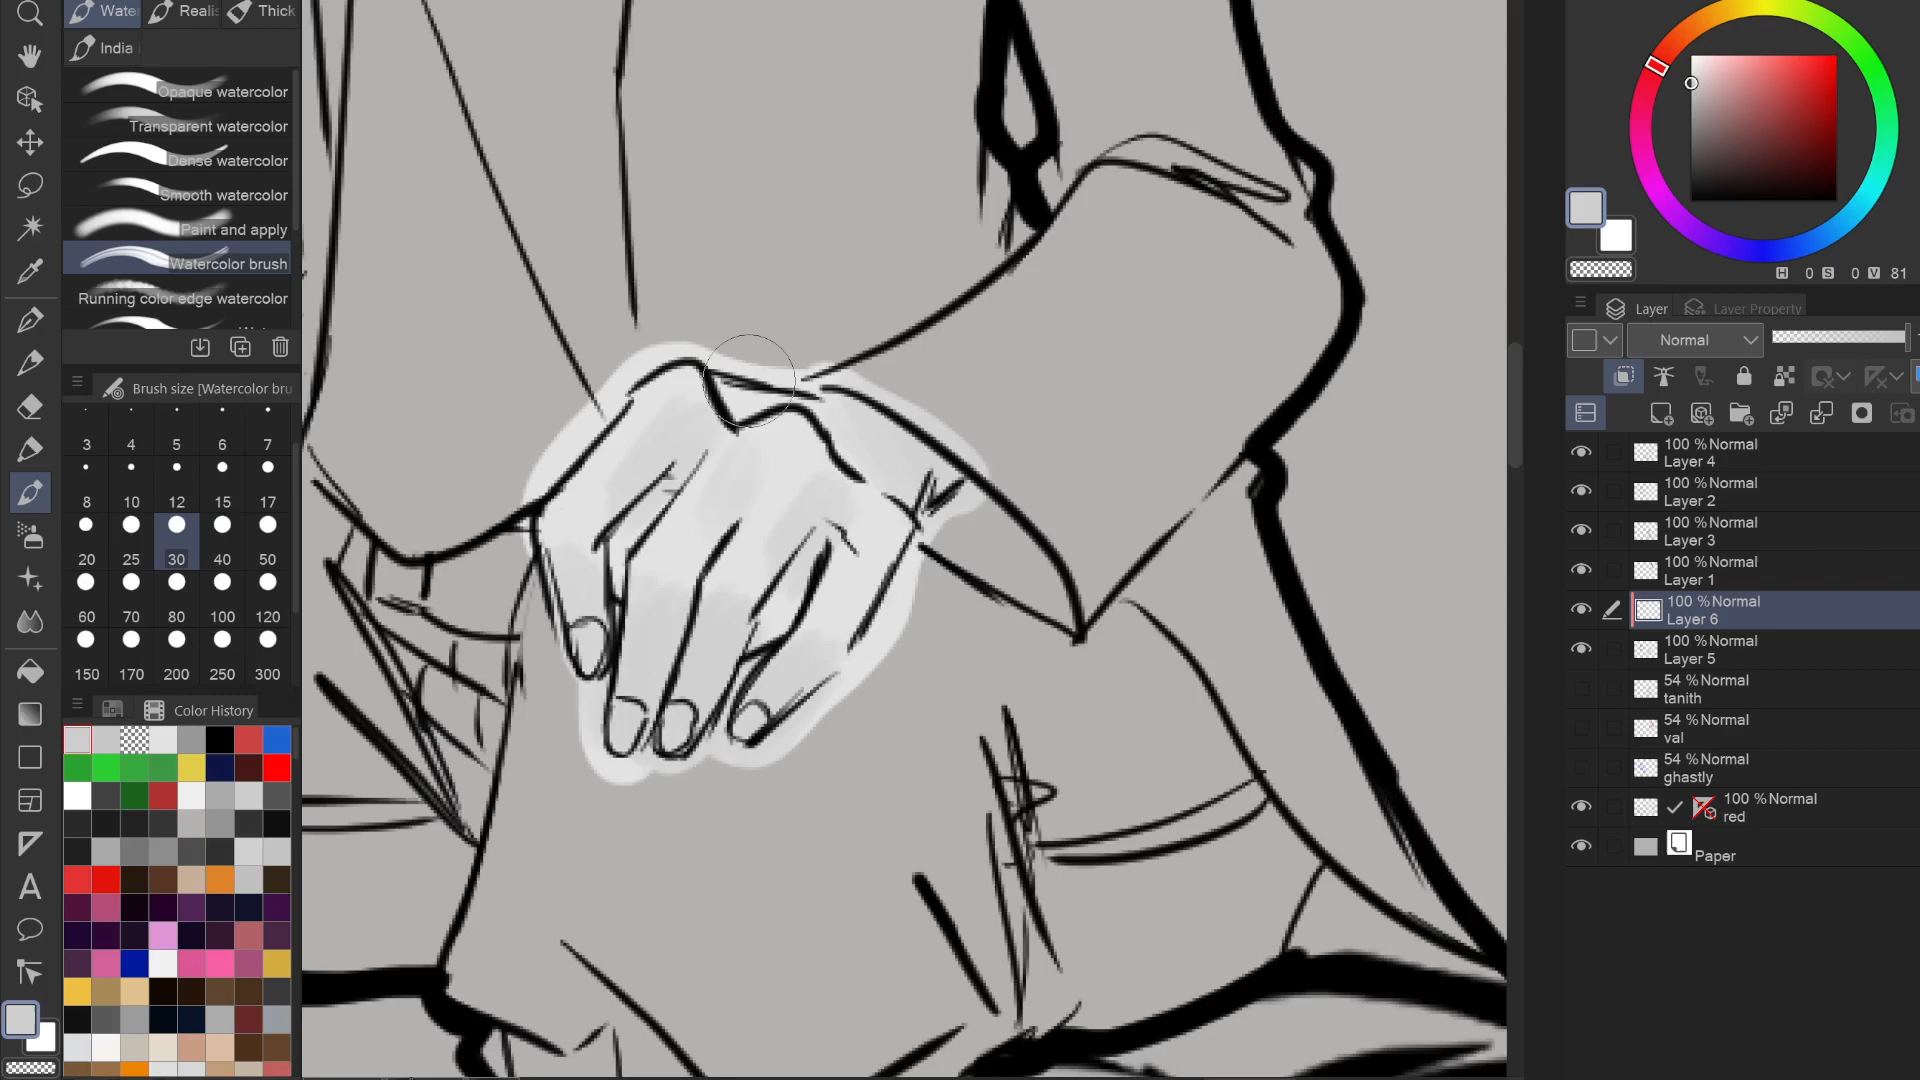 Water
Realis
Thick
India
Opaque watercolor
Transparent watercolor
Dense watercolor
Smooth watercolor
Paint and apply
Watercolor brush
Running color edge watercolor
Brush size [Watercolor bru
3 4 5 6 7
8 10 12 15 17
20 25 30 40 50
60 70 80 100 120
150 170 200 250 300
Color History
H 0 S 0 V 81
Layer
Layer Property
Normal
100 % Normal
Layer 4
100 % Normal
Layer 2
100 % Normal
Layer 3
100 % Normal
Layer 1
100 % Normal
Layer 6
100 % Normal
Layer 5
54 % Normal
tanith
54 % Normal
val
54 % Normal
ghastly
100 % Normal
red
Paper